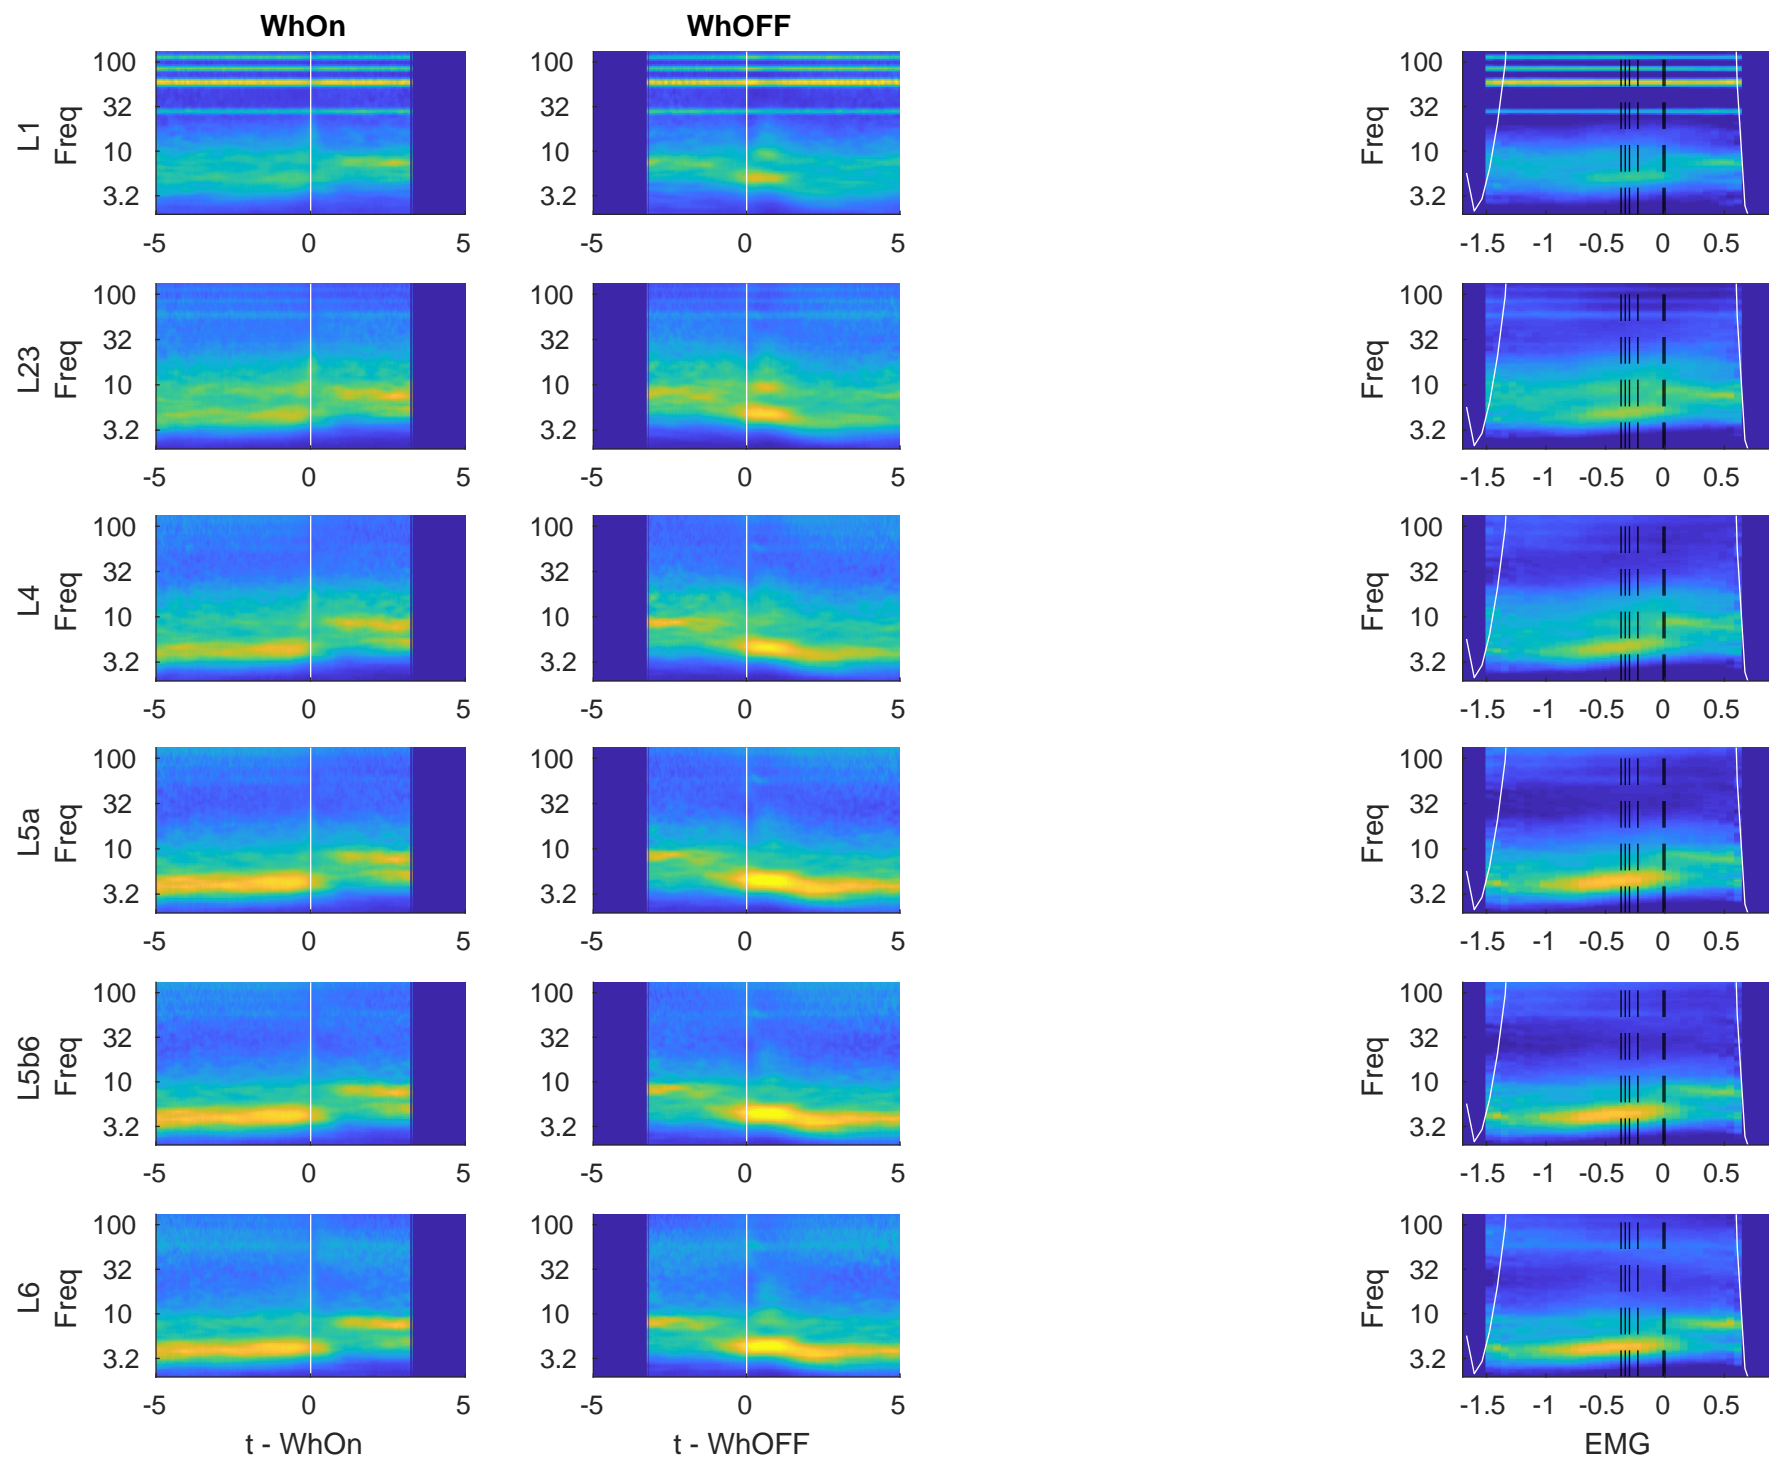 WhOn WhOFF
L1 Freq 100 32 10 3.2 Freq 100 32 10 3.2
-5 0 5 -5 0 5 -1.5 -1 -0.5 0 0.5
L23 Freq 100 32 10 3.2 100 32 10 3.2 Freq 100 32 10 3.2
-5 0 5 -5 0 5 -1.5 -1 -0.5 0 0.5
L4 Freq 100 32 10 3.2 100 32 10 3.2 Freq 100 32 10 3.2
-5 0 5 -5 0 5 -1.5 -1 -0.5 0 0.5
L5a Freq 100 32 10 3.2 100 32 10 3.2 Freq 100 32 10 3.2
-5 0 5 -5 0 5 -1.5 -1 -0.5 0 0.5
L5b6 Freq 100 32 10 3.2 100 32 10 3.2 Freq 100 32 10 3.2
-5 0 5 -5 0 5 -1.5 -1 -0.5 0 0.5
L6 Freq 100 32 10 3.2 100 32 10 3.2 Freq 100 32 10 3.2
-5 0 5 -5 0 5 -1.5 -1 -0.5 0 0.5
t - WhOn t - WhOFF EMG